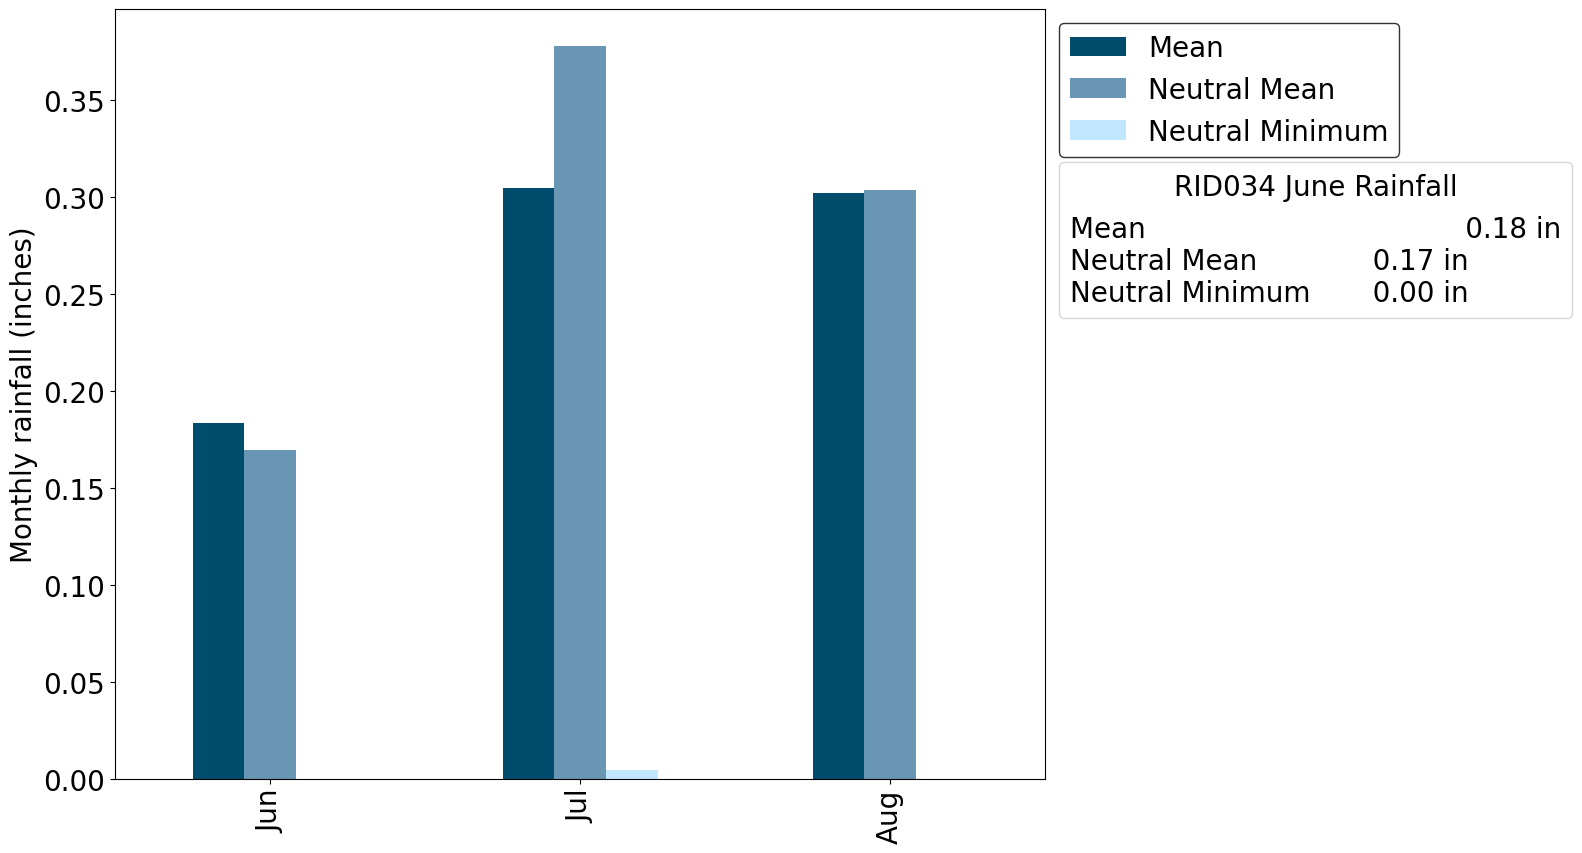 Monthly rainfall (inches)
0.35
0.30
0.25
0.20
0.15
0.10
0.05
0.00
Jun
Jul
Aug
Mean
Neutral Mean
Neutral Minimum
RID034 June Rainfall
Mean 0.18 in
Neutral Mean 0.17 in
Neutral Minimum 0.00 in